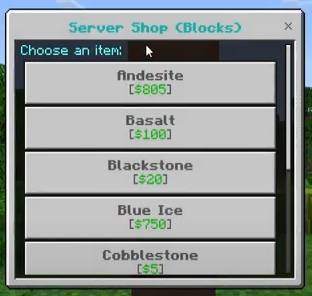 Server Shop (Blocks)
Choose an item:
Andesite
[$805]
Basalt
[$100]
Blackstone
[$20]
Blue Ice
[$750]
Cobblestone
[$5]